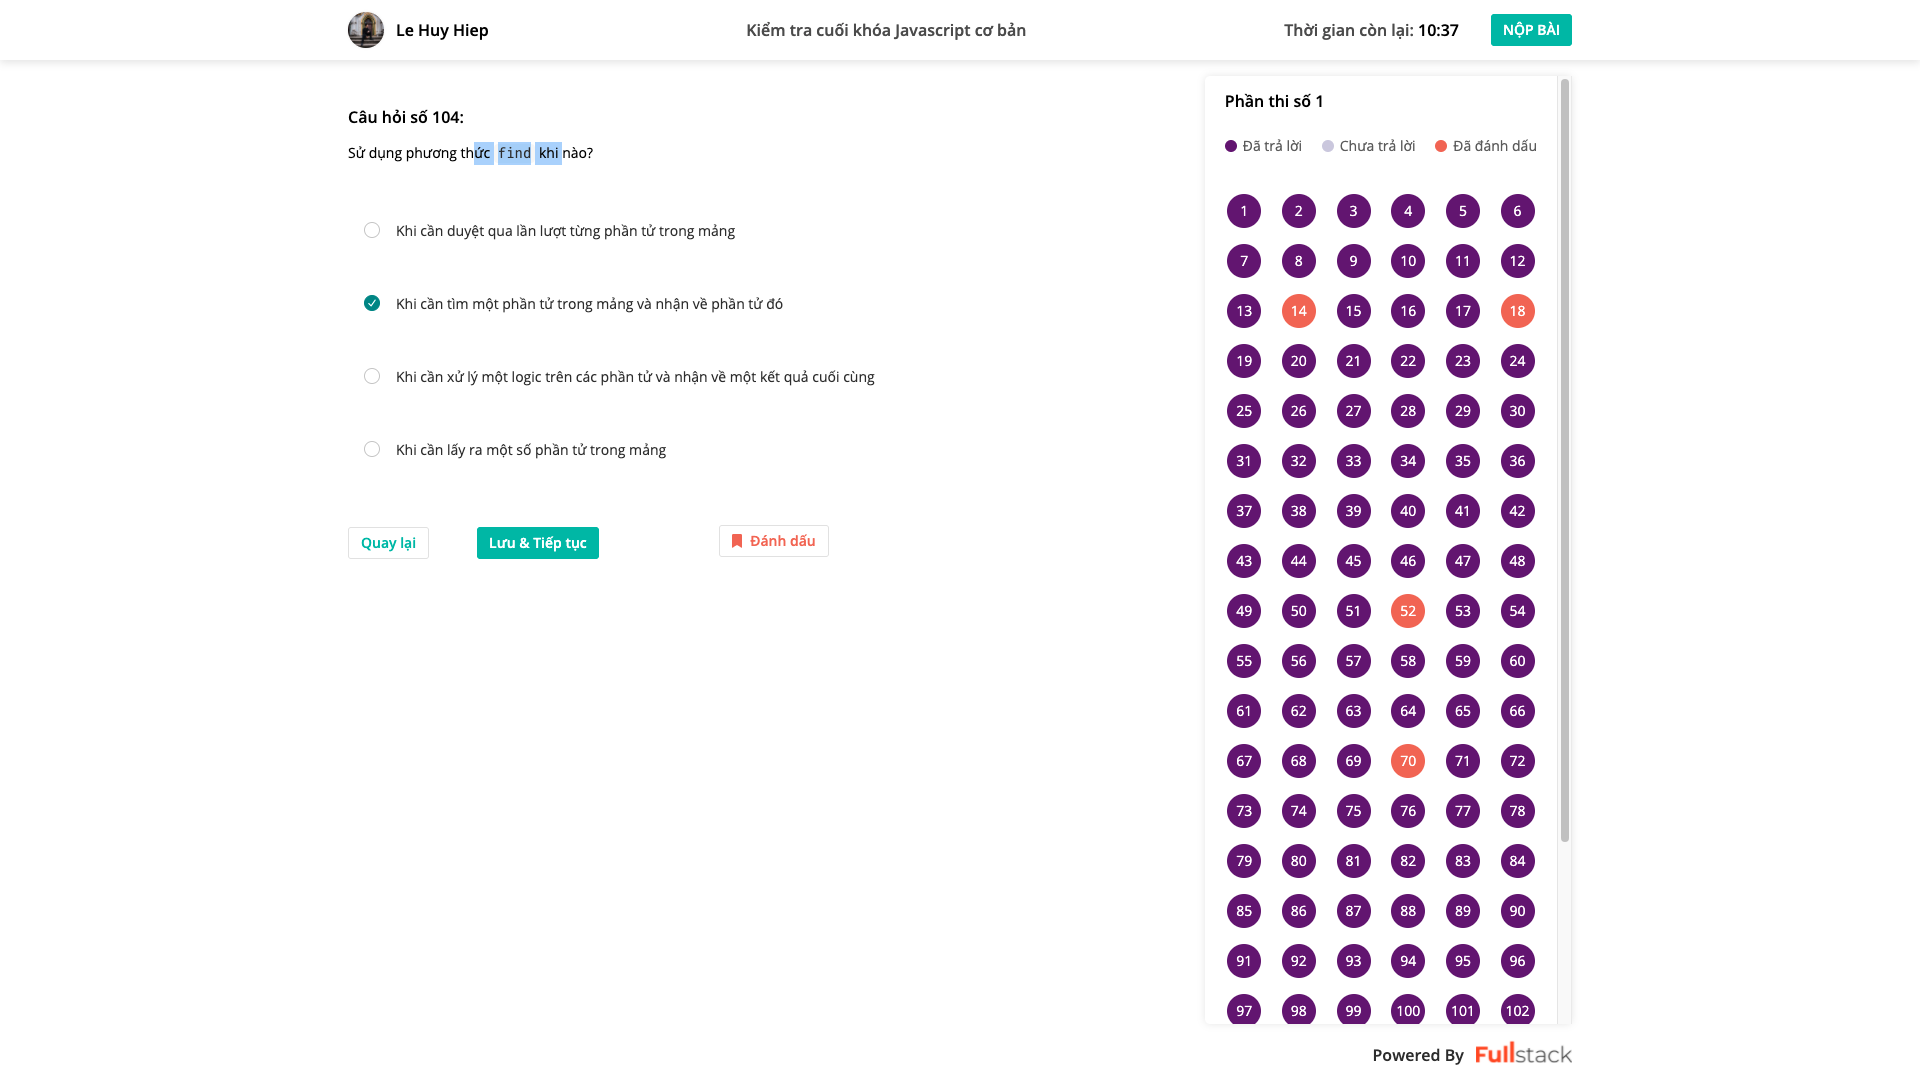 Le Huy Hiep
Kiểm tra cuối khóa Javascript cơ bản
Thời gian còn lại: 10:37
NỘP BÀI
Câu hỏi số 104:
Sử dụng phương thức find khi nào?
Khi cần duyệt qua lần lượt từng phần tử trong mảng
Khi cần tìm một phần tử trong mảng và nhận về phần tử đó
Khi cần xử lý một logic trên các phần tử và nhận về một kết quả cuối cùng
Khi cần lấy ra một số phần tử trong mảng
Quay lại
Lưu & Tiếp tục
Đánh dấu
Phần thi số 1
Đã trả lời Chưa trả lời Đã đánh dấu
1 2 3 4 5 6
7 8 9 10 11 12
13 14 15 16 17 18
19 20 21 22 23 24
25 26 27 28 29 30
31 32 33 34 35 36
37 38 39 40 41 42
43 44 45 46 47 48
49 50 51 52 53 54
55 56 57 58 59 60
61 62 63 64 65 66
67 68 69 70 71 72
73 74 75 76 77 78
79 80 81 82 83 84
85 86 87 88 89 90
91 92 93 94 95 96
97 98 99 100 101 102
Powered By Fullstack